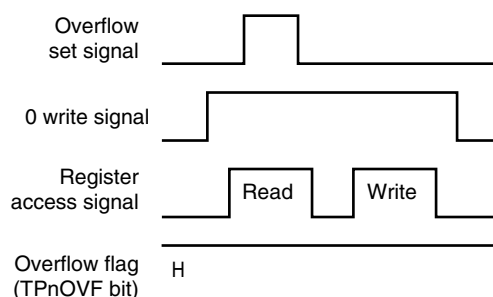 Overflow
set signal
0 write signal
Register
access signal
Read
Write
Overflow flag
(TPnOVF bit)
H